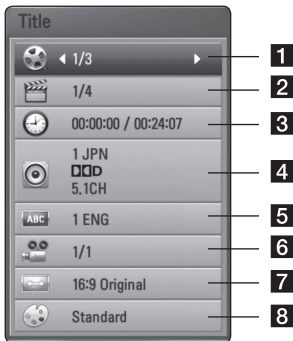 Title
1/3
1
1/4
2
00:00:00 / 00:24:07
3
1 JPN
DD D
5.1CH
4
ABC
1 ENG
5
1/1
6
16:9 Original
7
Standard
8